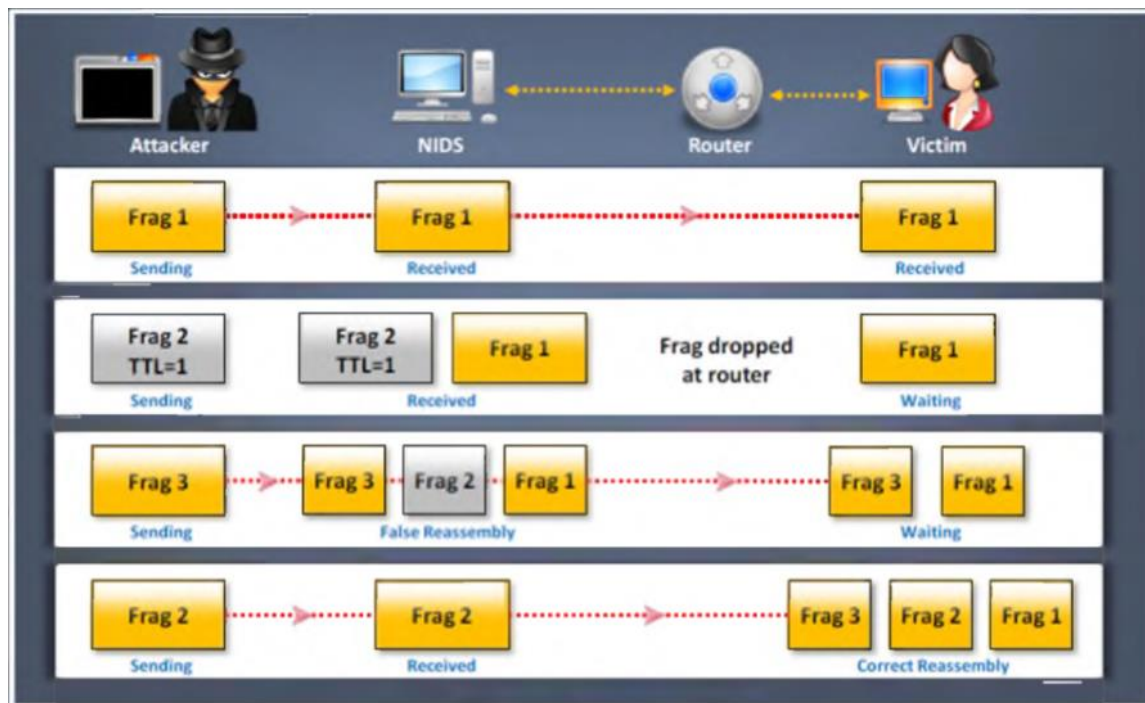 Attacker
NIDS
Router
Victim
Frag 1
Frag 1
Frag 1
Sending
Received
Received
Frag 2
TTL=1
Frag 2
TTL=1
Frag 1
Frag dropped
at router
Frag 1
Sending
Received
Waiting
Frag 3
Frag 3
Frag 2
Frag 1
Frag 3
Frag 1
Sending
False Reassembly
Waiting
Frag 2
Frag 2
Frag 3
Frag 2
Frag 1
Sending
Received
Correct Reassembly